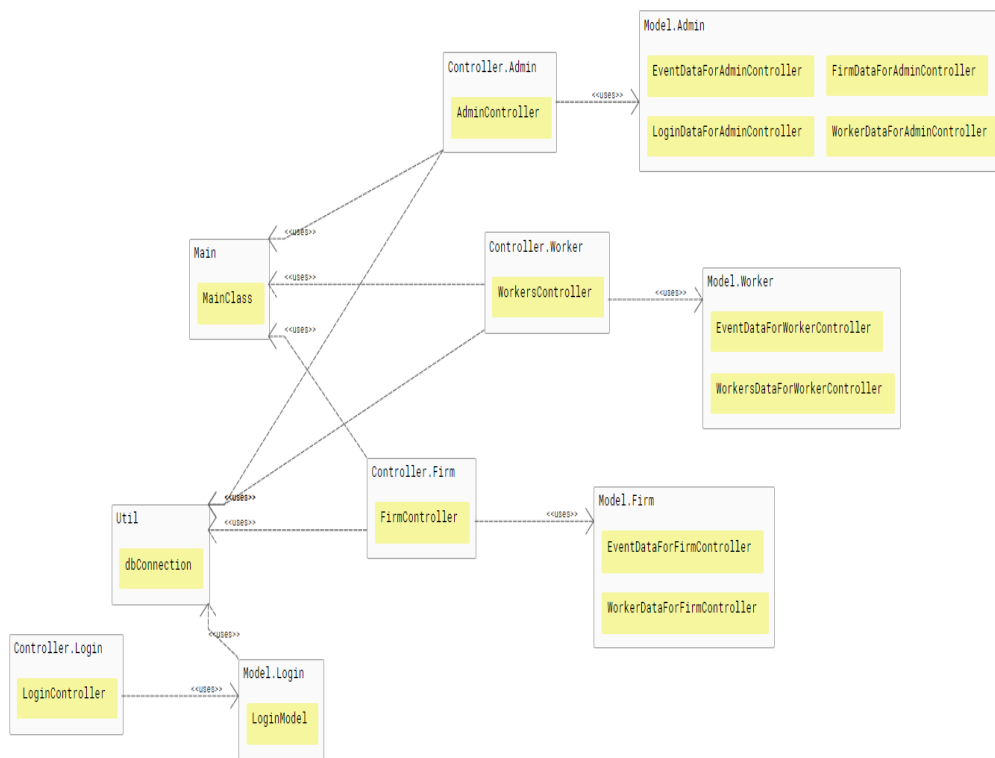 Model.Admin
EventDataForAdminController
FirmDataForAdminController
LoginDataForAdminController
WorkerDataForAdminController
Controller.Admin
AdminController
<<uses>>
<<uses>>
Main
MainClass
<<uses>>
<<uses>>
Controller.Worker
WorkersController
<<uses>>
Model.Worker
EventDataForWorkerController
WorkersDataForWorkerController
Controller.Firm
FirmController
<<uses>>
Model.Firm
EventDataForFirmController
WorkerDataForFirmController
<<uses>>
<<uses>>
Util
dbConnection
<<uses>>
Controller.Login
LoginController
<<uses>>
Model.Login
LoginModel